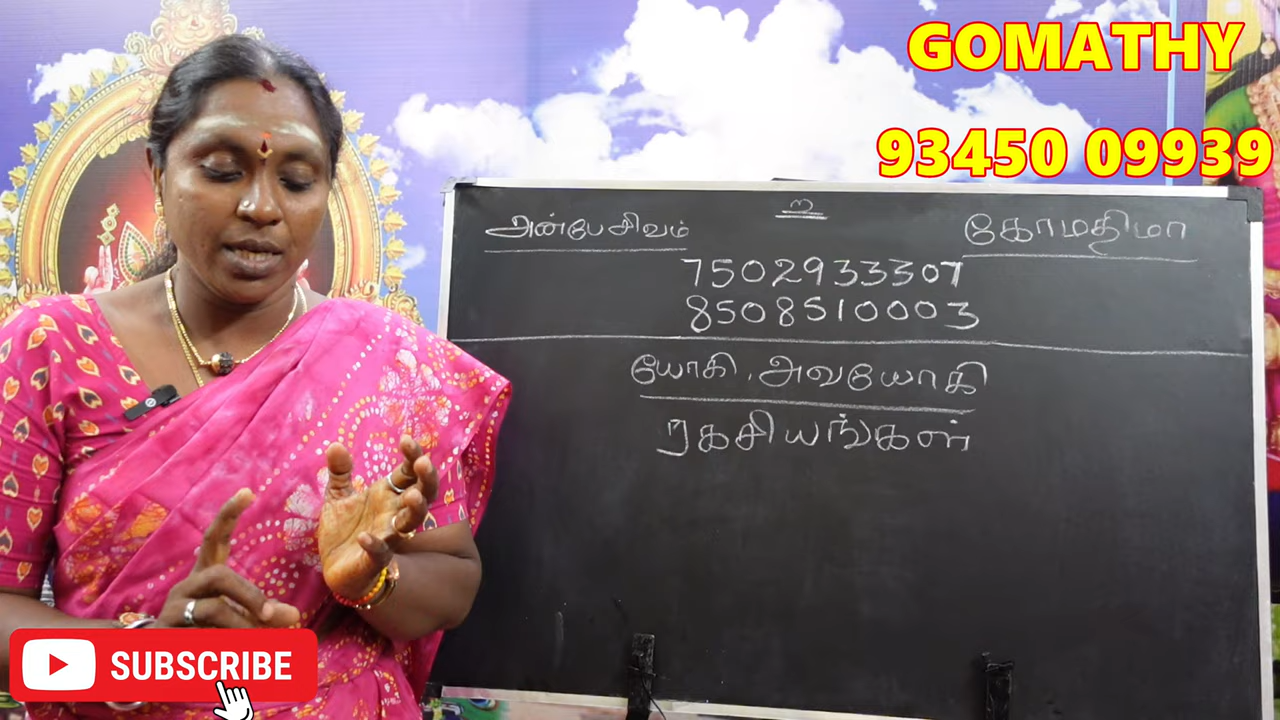 GOMATHY
93450 09939
உ
அன்பே சிவம் கோமதிமா
7502933307
8508510003
யோகி, அவயோகி
ரகசியங்கள்
SUBSCRIBE